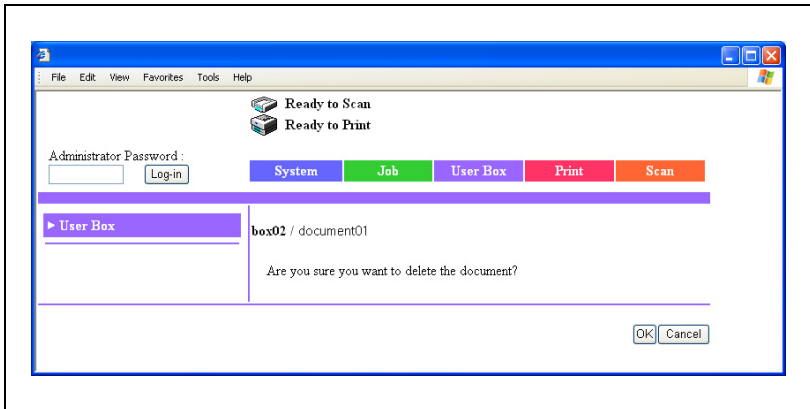 File Edit View Favorites Tools Help
Ready to Scan
Ready to Print
Administrator Password :
Log-in
System Job User Box Print Scan
► User Box
box02 / document01
Are you sure you want to delete the document?
OK Cancel